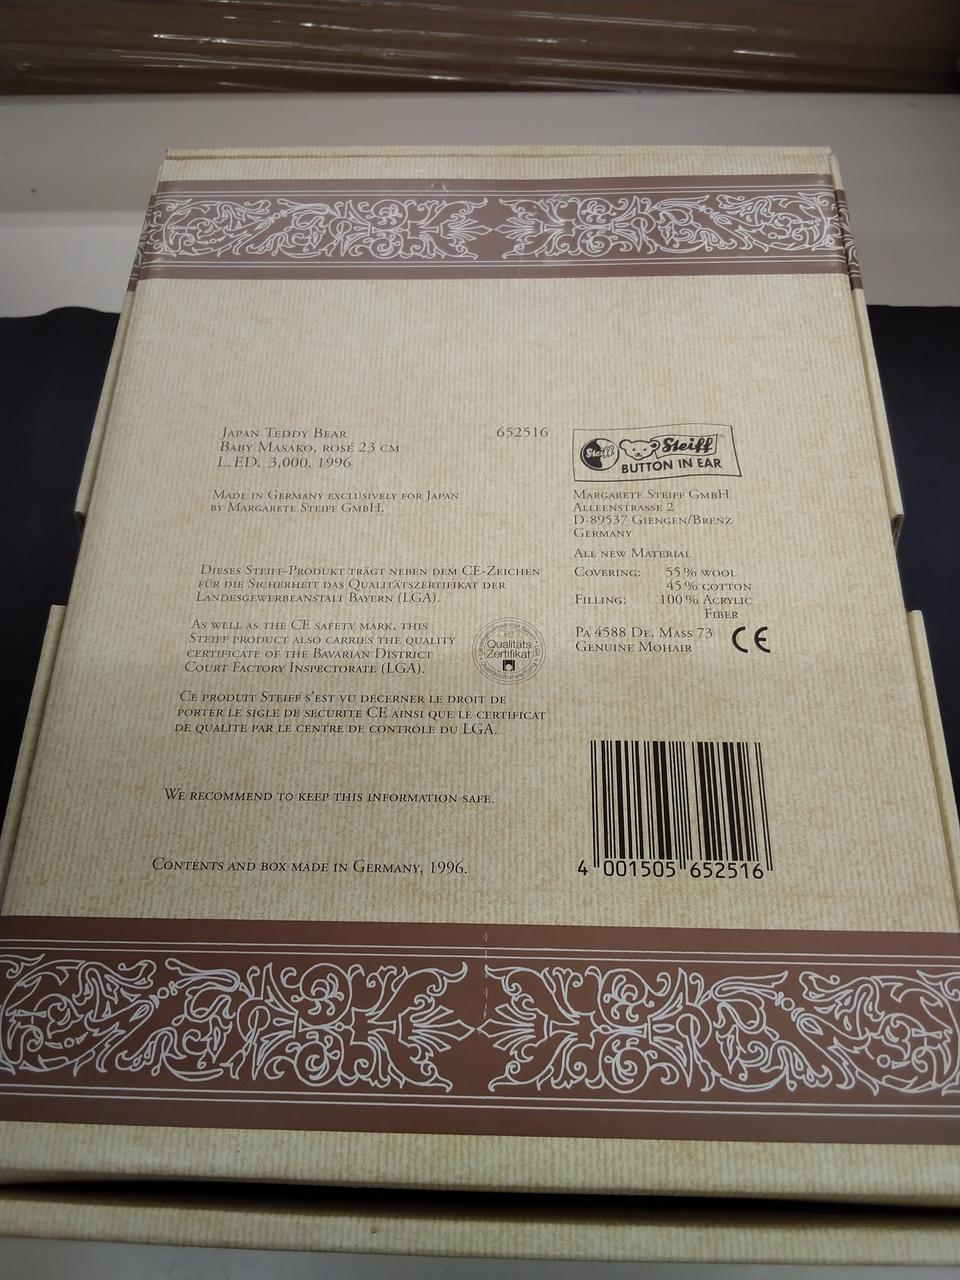 JAPAN TEDDY BEAR
BABY MASAKO, ROSÉ 23 CM
L. ED. 3,000, 1996
652516
MADE IN GERMANY EXCLUSIVELY FOR JAPAN
BY MARGARETE STEIFF GMBH.
DIESES STEIFF-PRODUKT TRÄGT NEBEN DEM CE-ZEICHEN
FÜR DIE SICHERHEIT DAS QUALITÄTSZERTIFIKAT DER
LANDESGEWERBEANSTALT BAYERN (LGA).
AS WELL AS THE CE SAFETY MARK, THIS
STEIFF PRODUCT ALSO CARRIES THE QUALITY
CERTIFICATE OF THE BAVARIAN DISTRICT
COURT FACTORY INSPECTORATE (LGA).
Qualitäts
Zertifikat
CE PRODUIT STEIFF S'EST VU DECERNER LE DROIT DE
PORTER LE SIGLE DE SECURITE CE AINSI QUE LE CERTIFICAT
DE QUALITE PAR LE CENTRE DE CONTROLE DU LGA.
WE RECOMMEND TO KEEP THIS INFORMATION SAFE.
CONTENTS AND BOX MADE IN GERMANY, 1996.
Steiff
Steiff
BUTTON IN EAR
MARGARETE STEIFF GMBH
ALLEENSTRASSE 2
D-89537 GIENGEN/BRENZ
GERMANY
ALL NEW MATERIAL
COVERING: 55 % WOOL
45 % COTTON
FILLING: 100 % ACRYLIC
FIBER
PA 4588 DE, MASS 73
GENUINE MOHAIR
CE
4 001505 652516